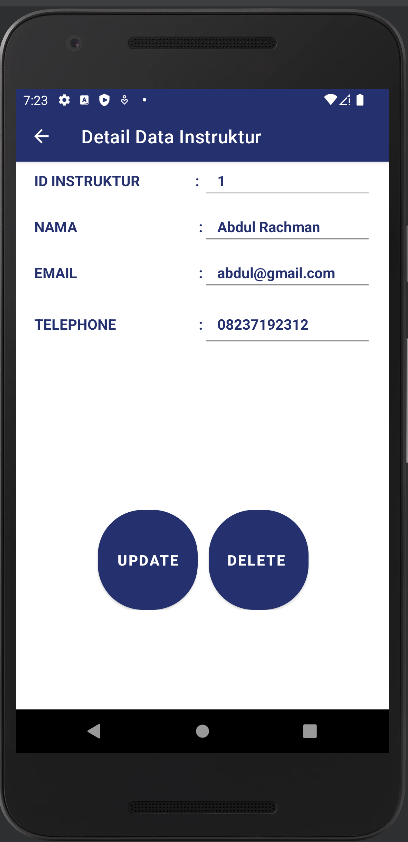 7:23
Detail Data Instruktur
ID INSTRUKTUR : 1
NAMA : Abdul Rachman
EMAIL : abdul@gmail.com
TELEPHONE : 08237192312
UPDATE DELETE